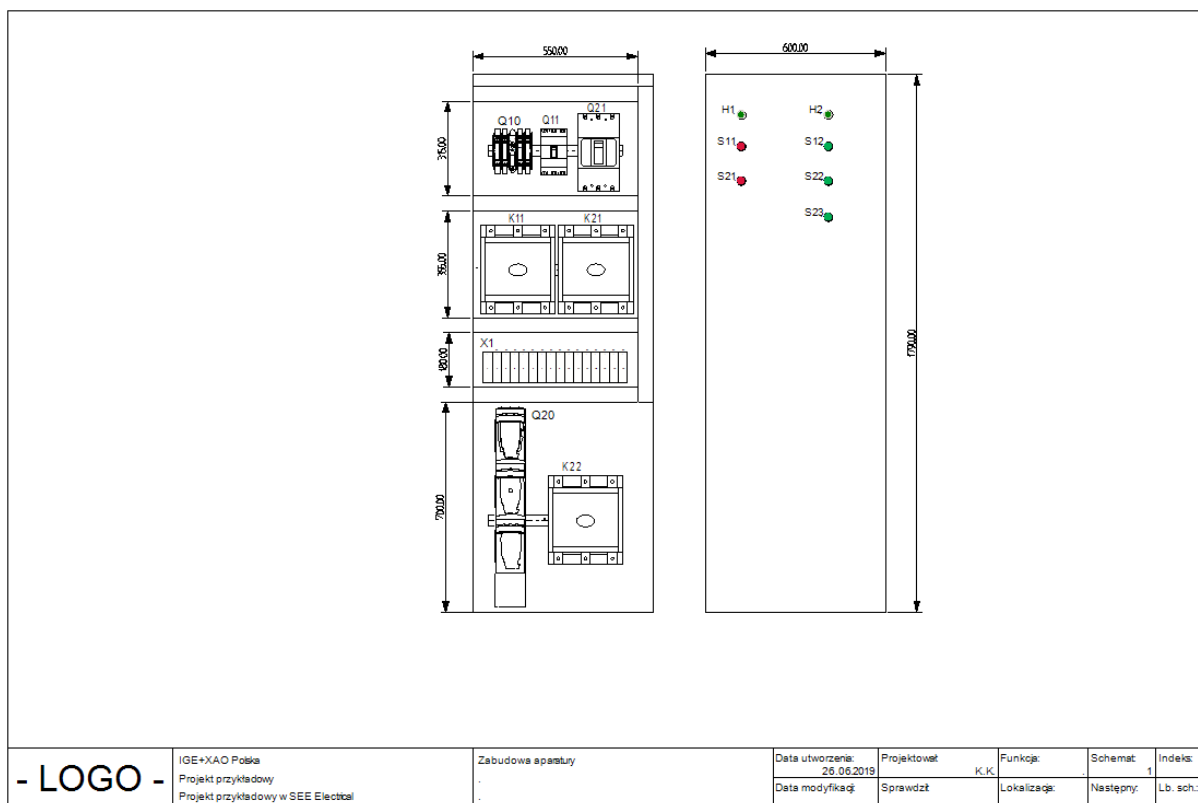 550.00
600.00
Q10
Q11
Q21
315.00
H1
H2
S11
S12
S21
S22
S23
K11
K21
355.00
X1
180.00
1790.00
Q20
K22
700.00
- LOGO -
IGE+XAO Polska
Projekt przykładowy
Projekt przykładowy w SEE Electrical
Zabudowa aparatury
.
.
Data utworzenia:
26.06.2019
Data modyfikacji:
Projektował:
K.K.
Sprawdził:
Funkcja:
.
Lokalizacja:
Schemat:
1
Następny:
Indeks:
Lb. sch.: